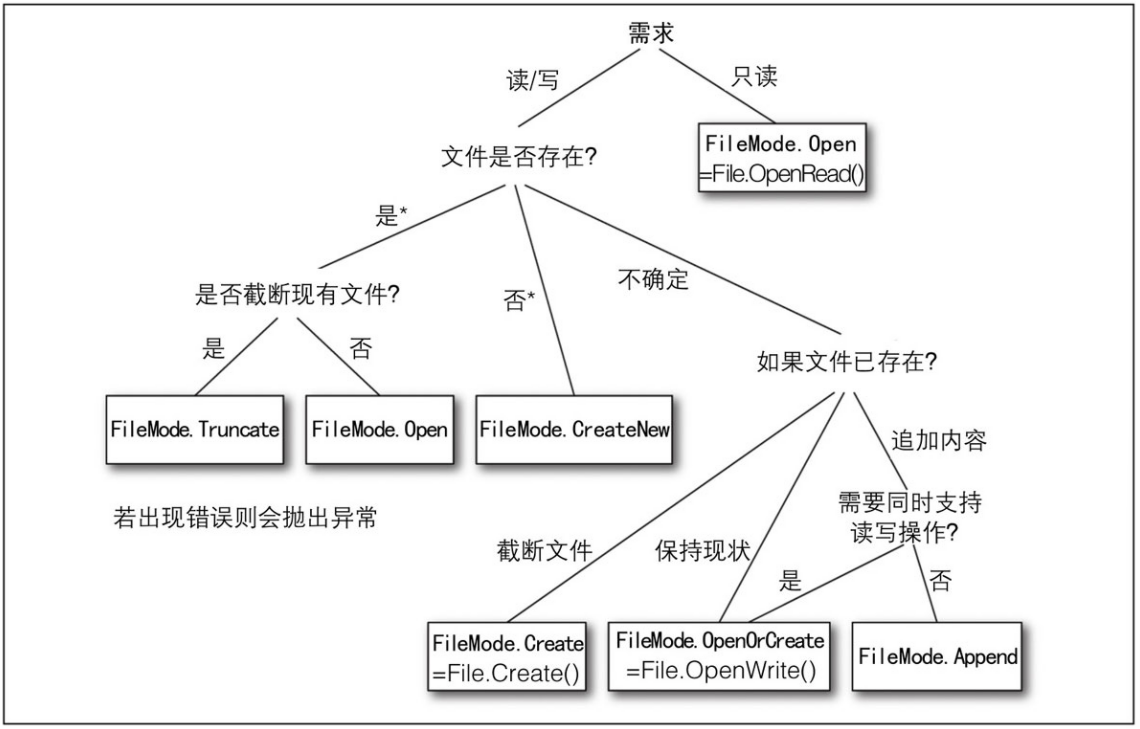 需求
读/写
只读
文件是否存在?
FileMode.Open
=File.OpenRead()
是*
否*
不确定
是否截断现有文件?
是
否
如果文件已存在?
FileMode.Truncate
FileMode.Open
FileMode.CreateNew
追加内容
若出现错误则会抛出异常
需要同时支持
读写操作?
截断文件
保持现状
是
否
FileMode.Create
=File.Create()
FileMode.OpenOrCreate
=File.OpenWrite()
FileMode.Append